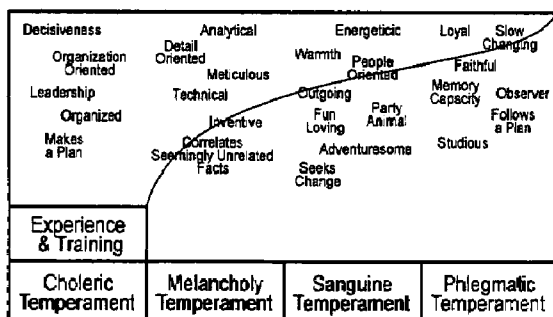 Decisiveness
Organization
Oriented
Leadership
Organized
Makes
a Plan
Analytical
Detail
Oriented
Meticulous
Technical
Inventive
Correlates
Seemingly Unrelated
Facts
Energeticic
Warmth
People
Oriented
Outgoing
Fun
Loving
Party
Animal
Adventuresome
Seeks
Change
Loyal
Slow
Changing
Faithful
Memory
Capacity
Observer
Follows
a Plan
Studious
Experience
& Training
Choleric
Temperament
Melancholy
Temperament
Sanguine
Temperament
Phlegmatic
Temperament